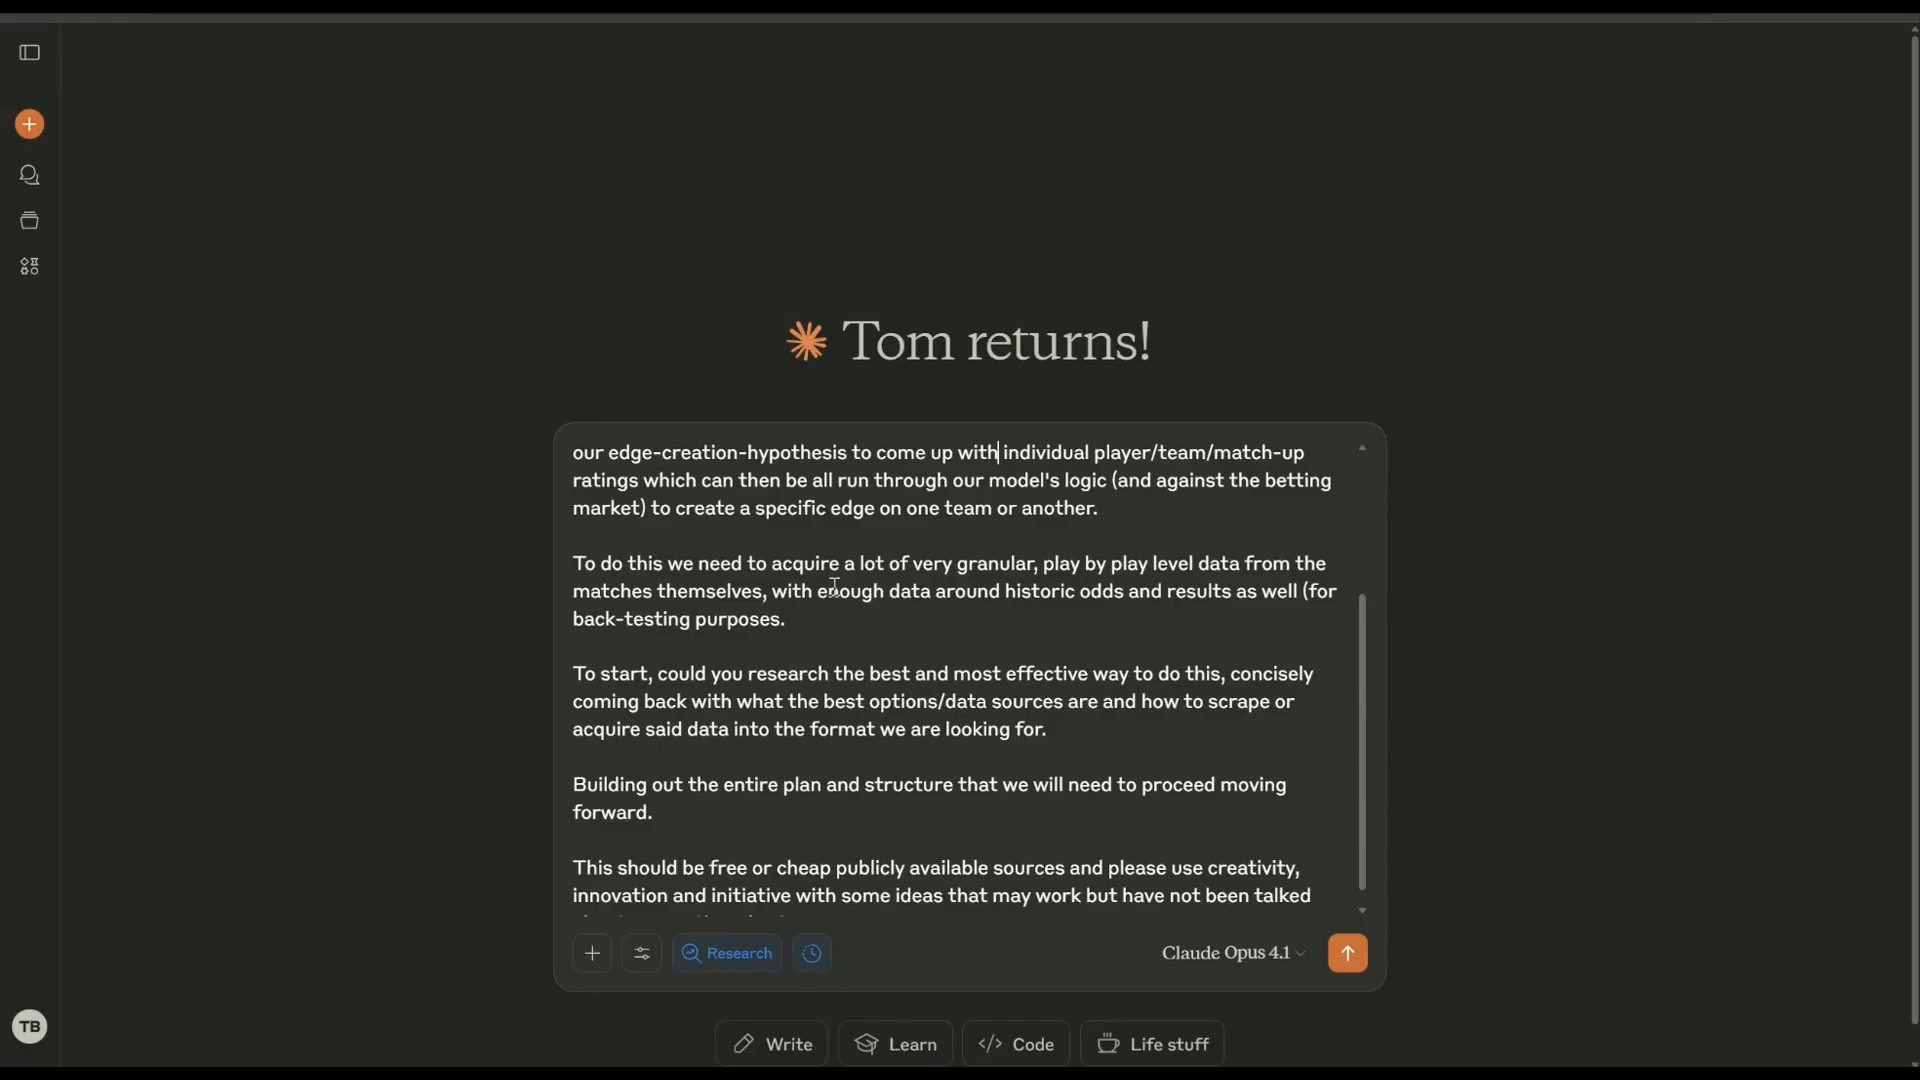 Tom returns!
our edge-creation-hypothesis to come up with individual player/team/match-up
ratings which can then be all run through our model's logic (and against the betting
market) to create a specific edge on one team or another.
To do this we need to acquire a lot of very granular, play by play level data from the
matches themselves, with enough data around historic odds and results as well (for
back-testing purposes.
To start, could you research the best and most effective way to do this, concisely
coming back with what the best options/data sources are and how to scrape or
acquire said data into the format we are looking for.
Building out the entire plan and structure that we will need to proceed moving
forward.
This should be free or cheap publicly available sources and please use creativity,
innovation and initiative with some ideas that may work but have not been talked
Research
Claude Opus 4.1
TB
Write
Learn
Code
Life stuff